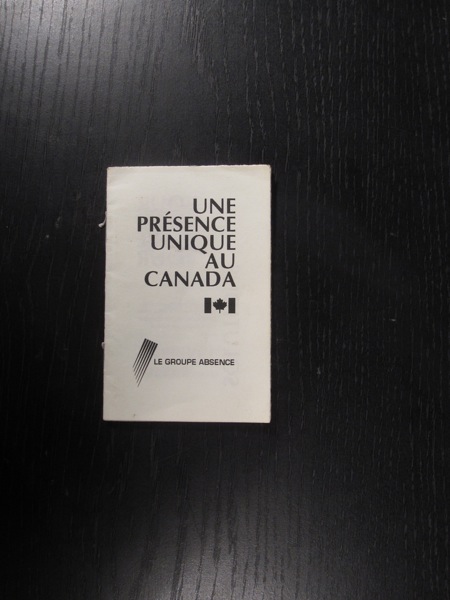 UNE
PRÉSENCE
UNIQUE
AU
CANADA
LE GROUPE ABSENCE